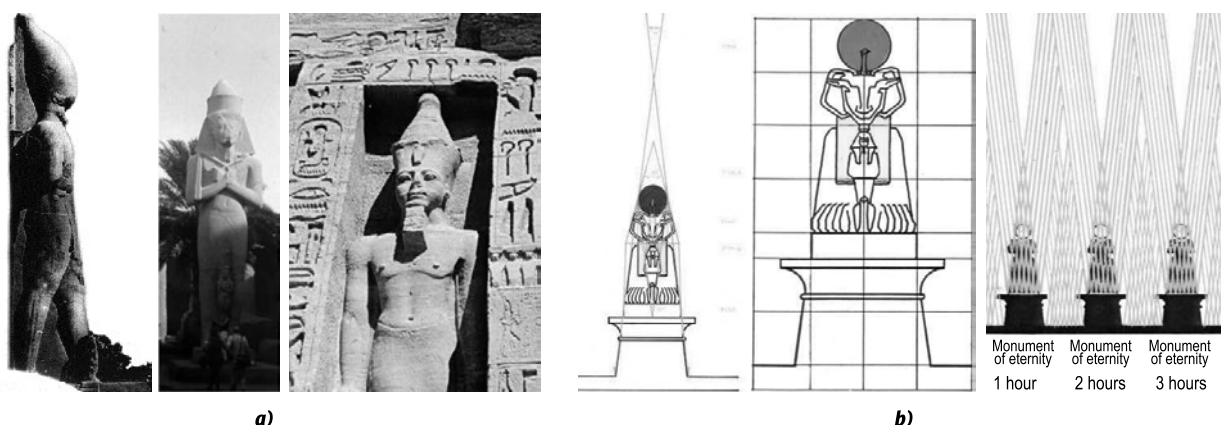 Monument
of eternity
1 hour
Monument
of eternity
2 hours
Monument
of eternity
3 hours
a)
b)